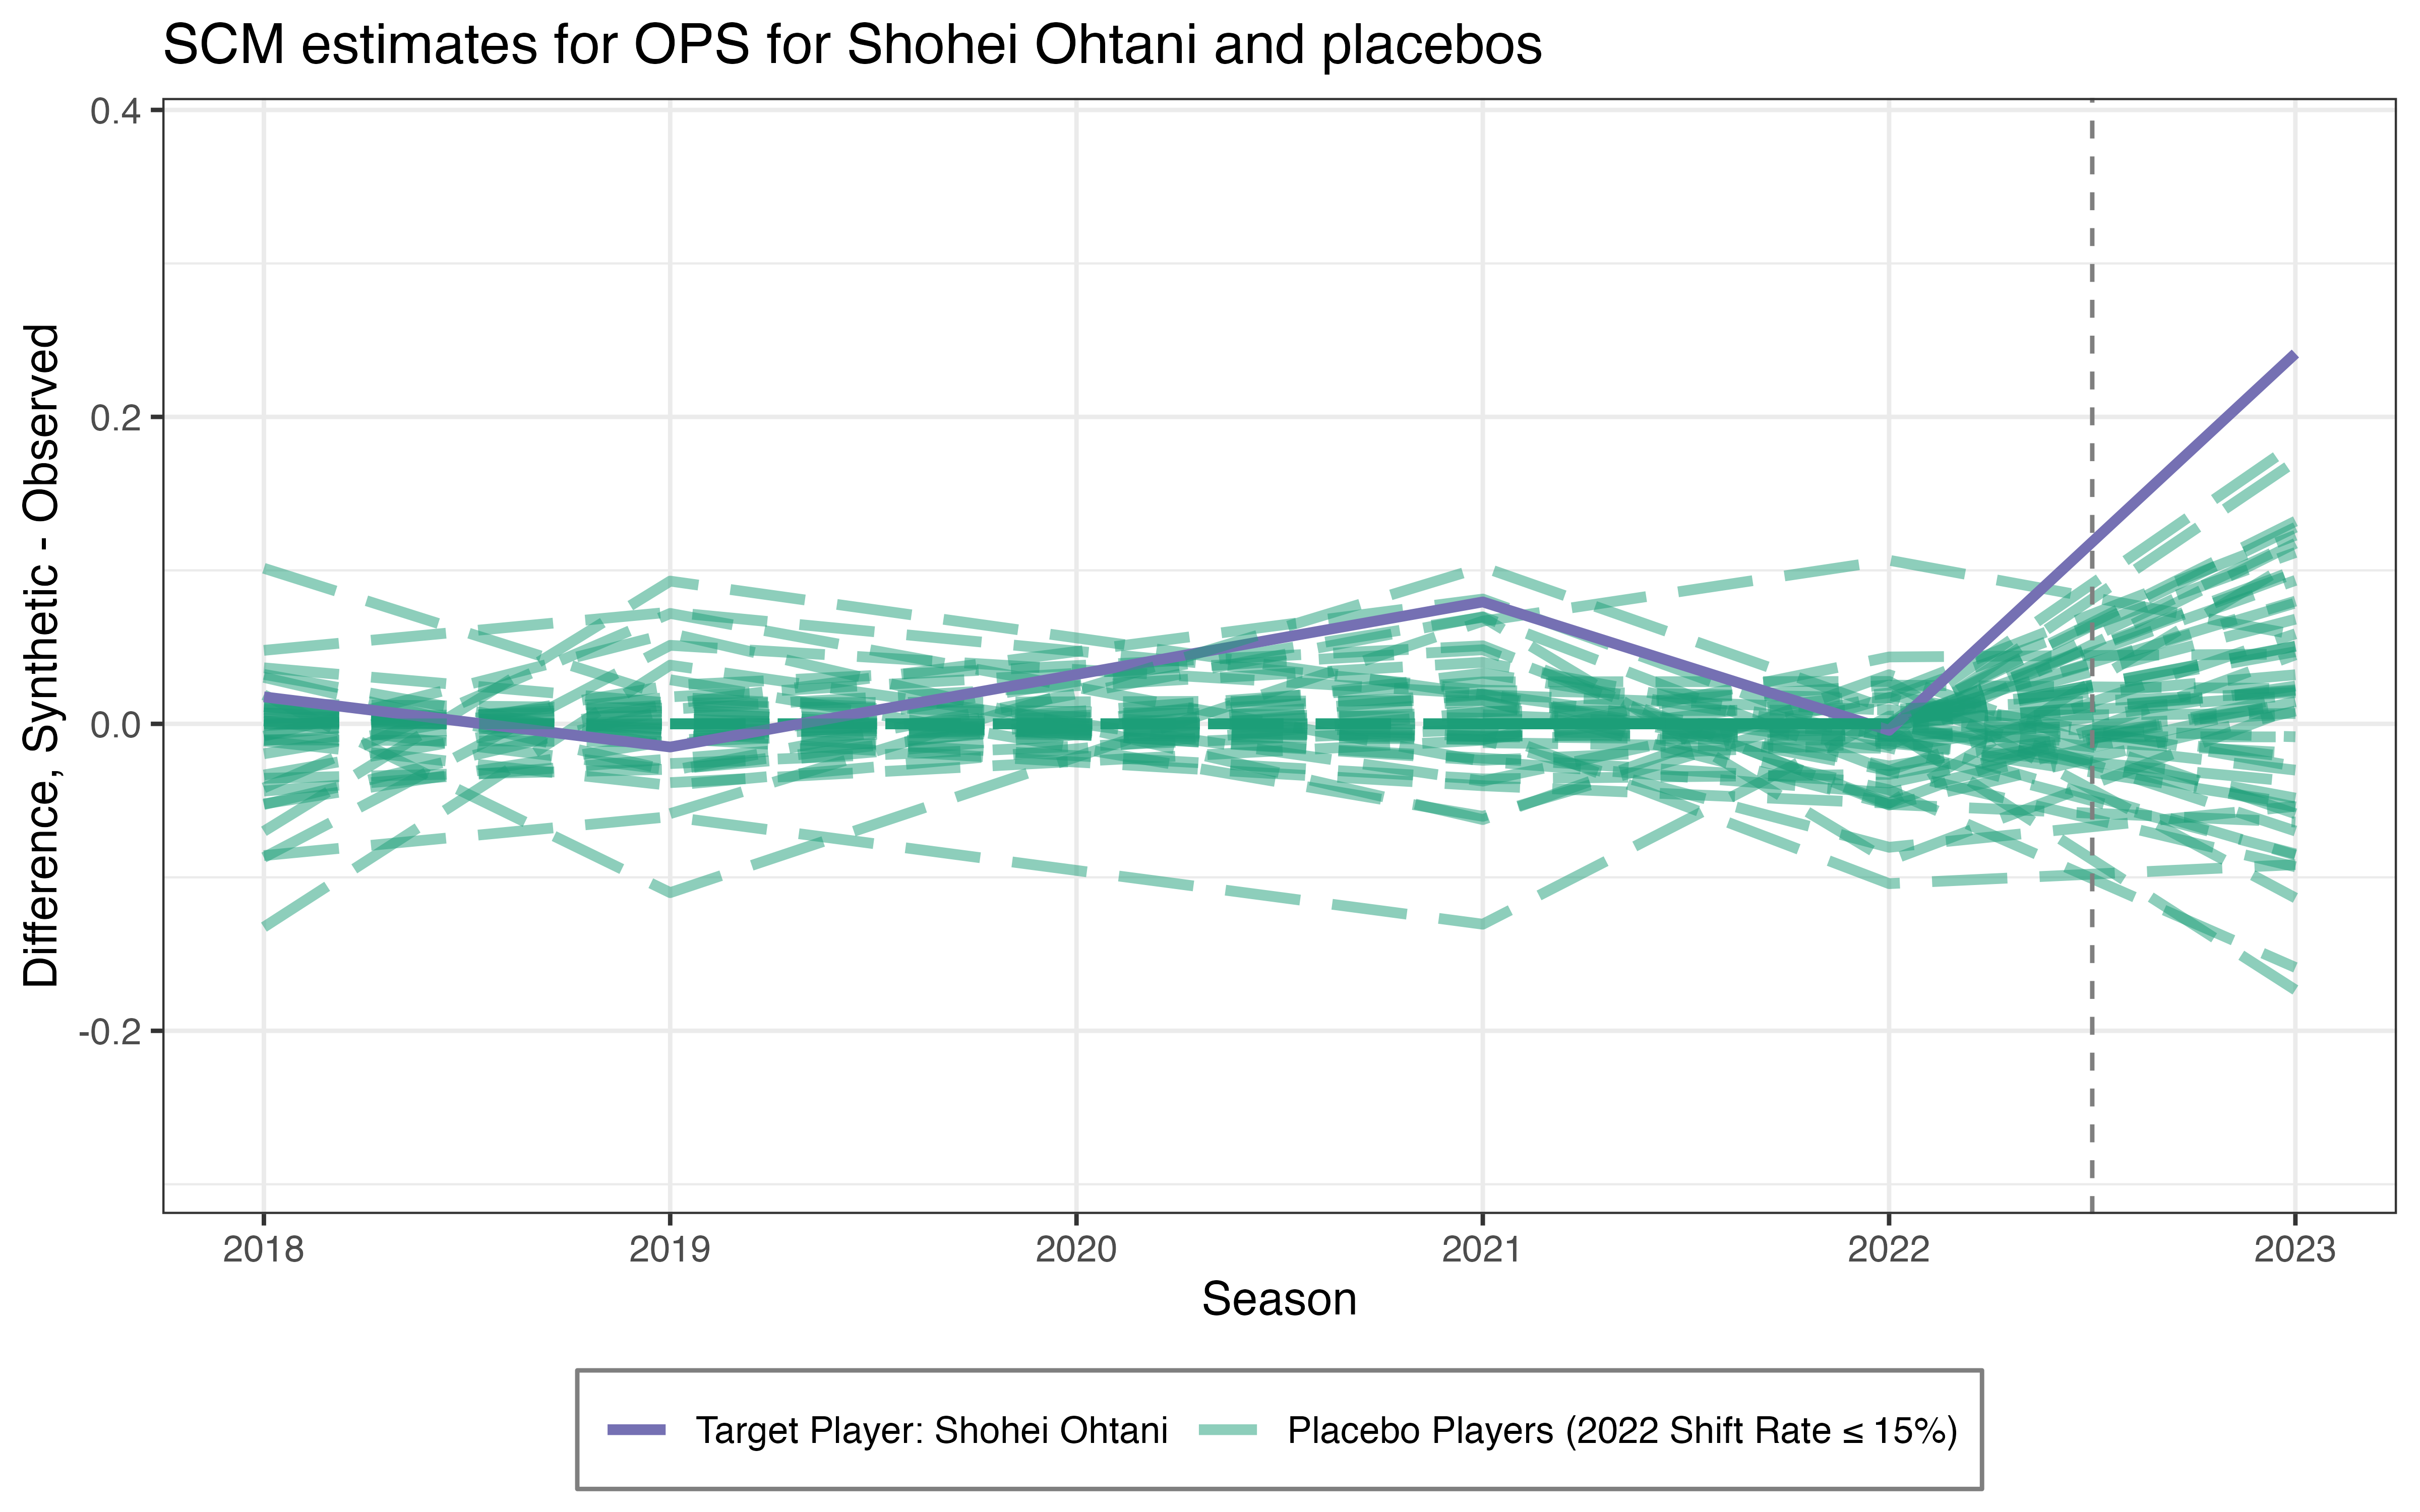 SCM estimates for OPS for Shohei Ohtani and placebos
Difference, Synthetic - Observed
0.4
0.2
0.0
-0.2
2018 2019 2020 2021 2022 2023
Season
Target Player: Shohei Ohtani Placebo Players (2022 Shift Rate ≤ 15%)